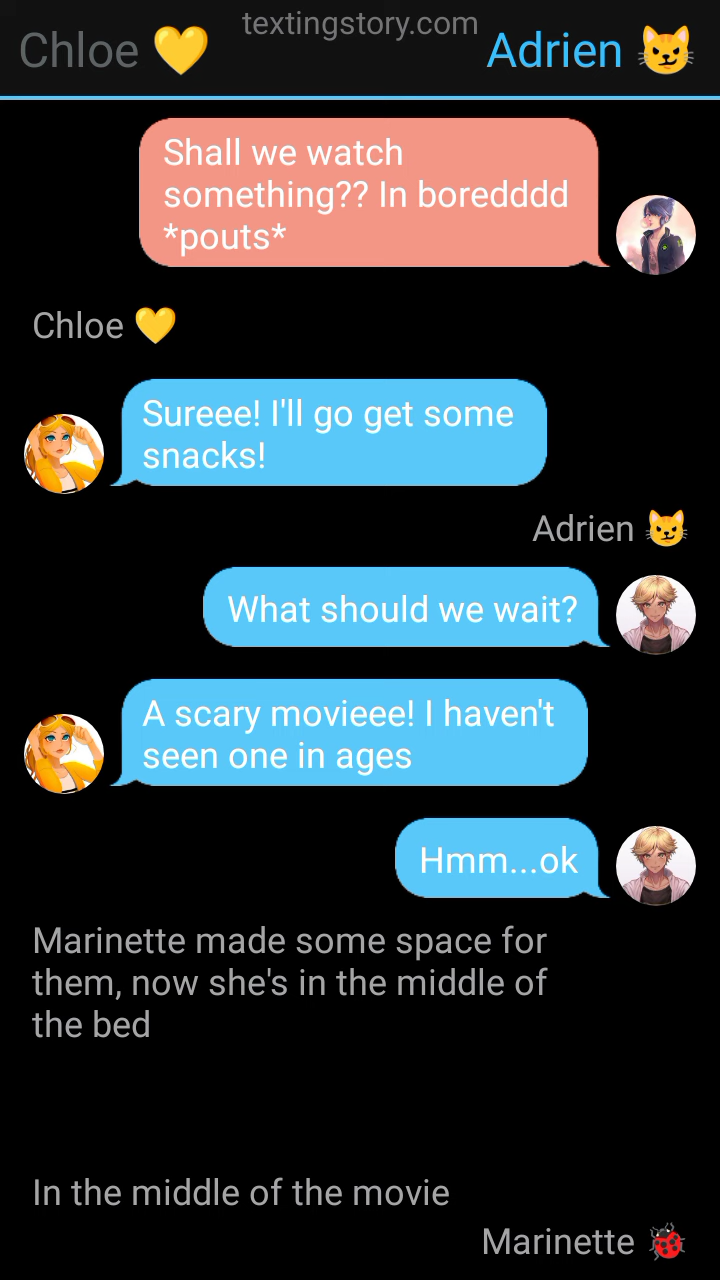 textingstory.com
Chloe 💛 Adrien 😼
Shall we watch
something?? In boredddd
*pouts*
Chloe 💛
Sureee! I'll go get some
snacks!
Adrien 😼
What should we wait?
A scary movieee! I haven't
seen one in ages
Hmm...ok
Marinette made some space for
them, now she's in the middle of
the bed
In the middle of the movie
Marinette 🐞